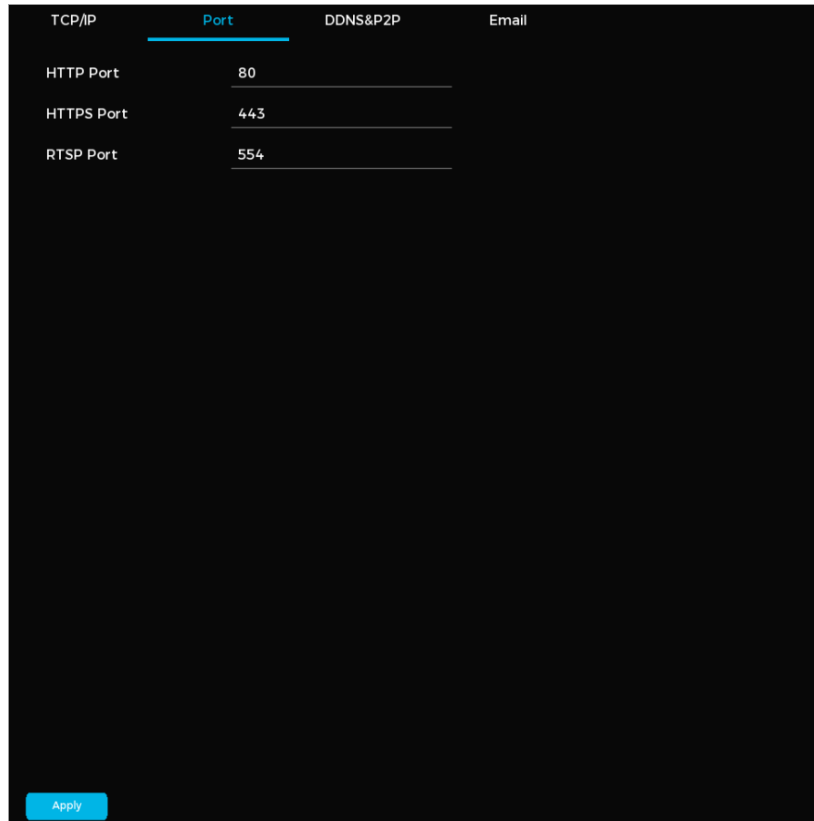 TCP/IP Port DDNS&P2P Email
HTTP Port 80
HTTPS Port 443
RTSP Port 554
Apply